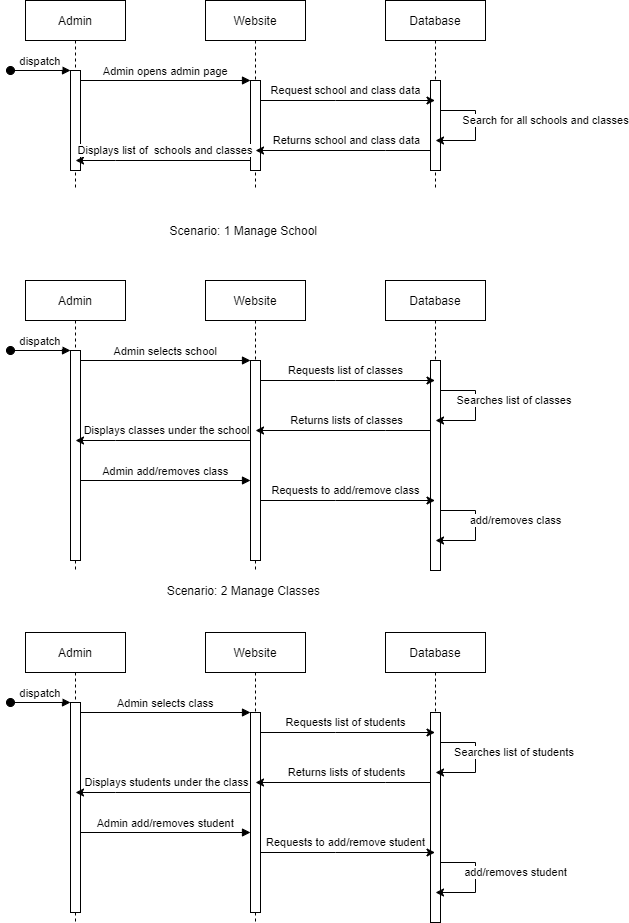 Admin
Website
Database
dispatch
Admin opens admin page
Request school and class data
Search for all schools and classes
Returns school and class data
Displays list of schools and classes
Scenario: 1 Manage School
Admin
Website
Database
dispatch
Admin selects school
Requests list of classes
Searches list of classes
Returns lists of classes
Displays classes under the school
Admin add/removes class
Requests to add/remove class
add/removes class
Scenario: 2 Manage Classes
Admin
Website
Database
dispatch
Admin selects class
Requests list of students
Searches list of students
Returns lists of students
Displays students under the class
Admin add/removes student
Requests to add/remove student
add/removes student